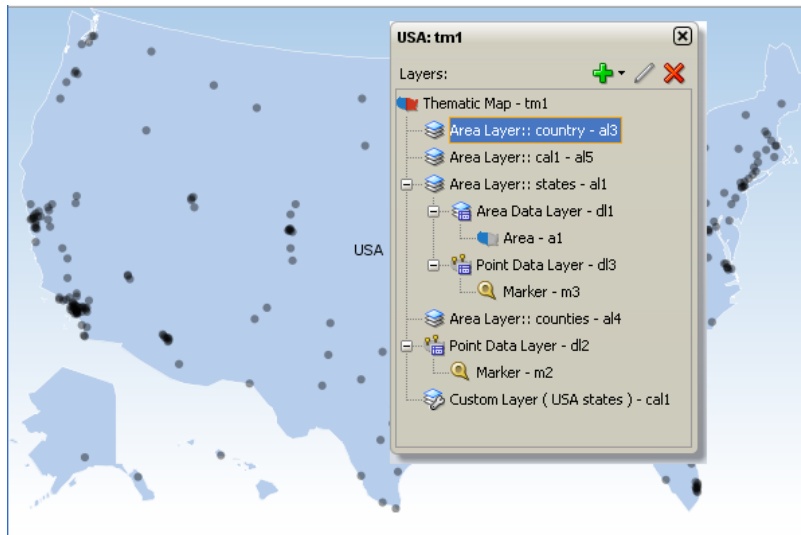 USA: tm1
Layers:
Thematic Map - tm1
Area Layer:: country - al3
Area Layer:: cal1 - al5
Area Layer:: states - al1
Area Data Layer - dl1
Area - a1
USA
Point Data Layer - dl3
Marker - m3
Area Layer:: counties - al4
Point Data Layer - dl2
Marker - m2
Custom Layer ( USA states ) - cal1